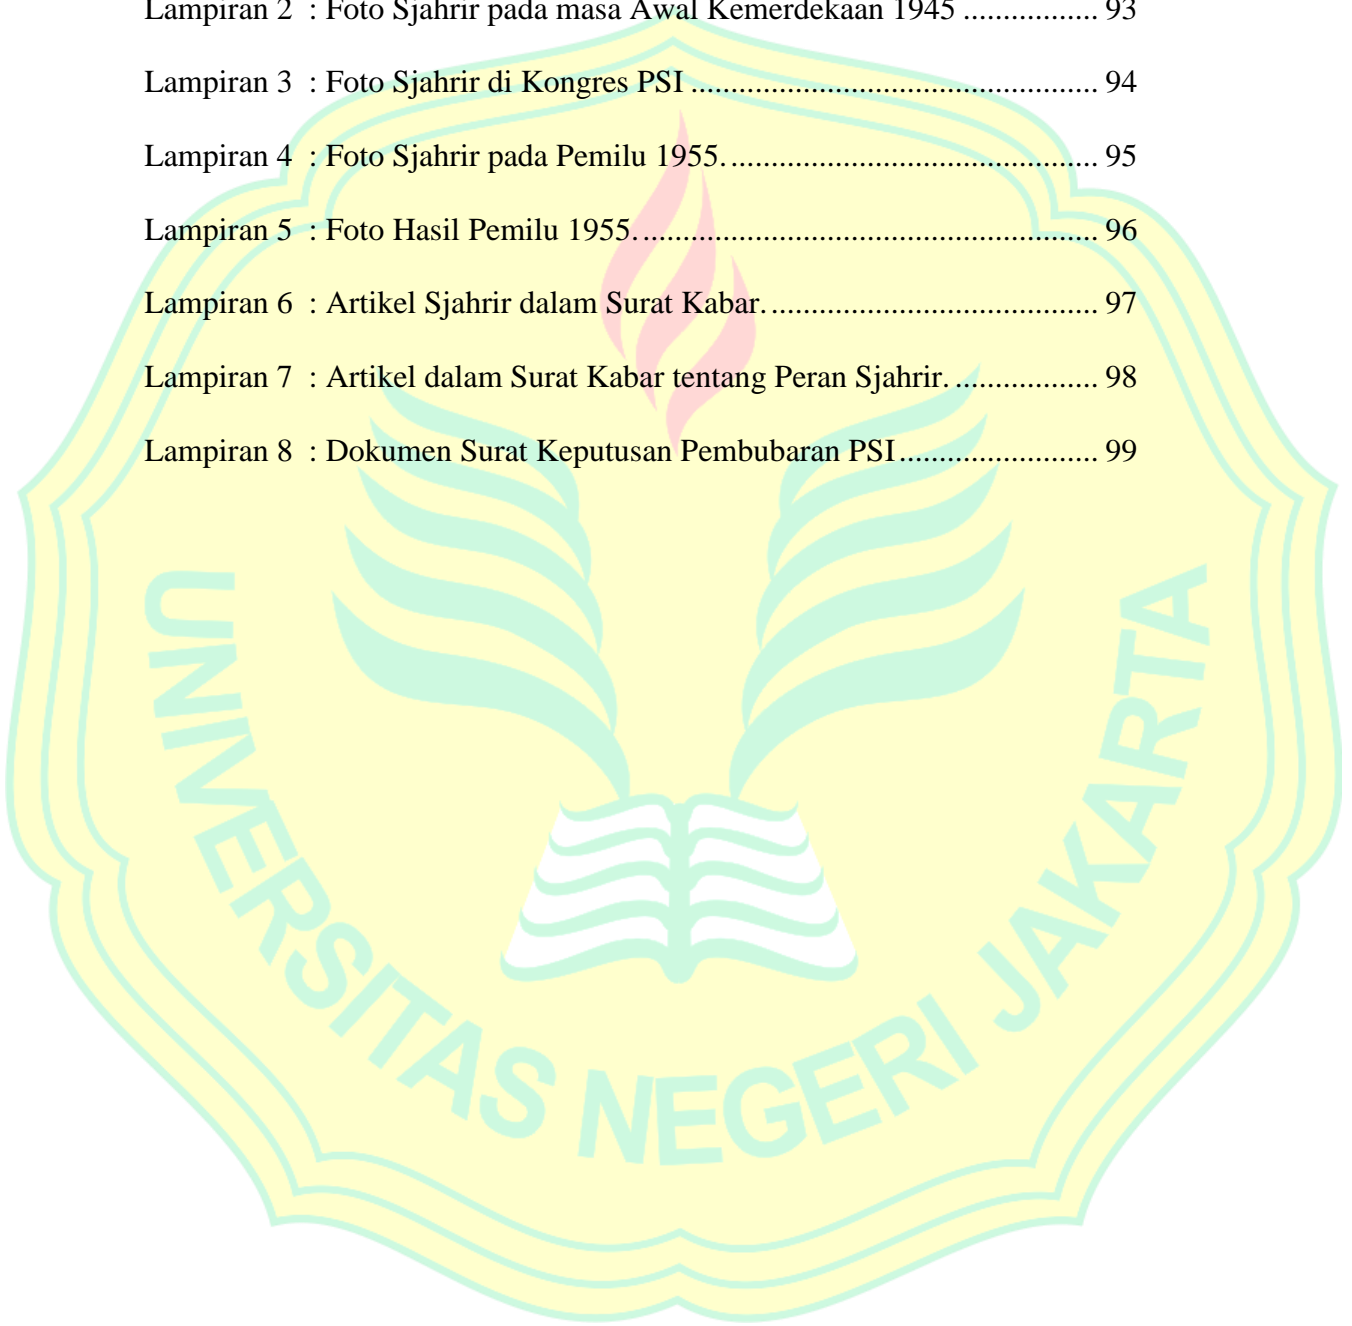 Lampiran 2 : Foto Sjahrir pada masa Awal Kemerdekaan 1945 ................. 93
Lampiran 3 : Foto Sjahrir di Kongres PSI ................................................... 94
Lampiran 4 : Foto Sjahrir pada Pemilu 1955. .............................................. 95
Lampiran 5 : Foto Hasil Pemilu 1955. ......................................................... 96
Lampiran 6 : Artikel Sjahrir dalam Surat Kabar. ......................................... 97
Lampiran 7 : Artikel dalam Surat Kabar tentang Peran Sjahrir. .................. 98
Lampiran 8 : Dokumen Surat Keputusan Pembubaran PSI ......................... 99
UNIVERSITAS NEGERI JAKARTA